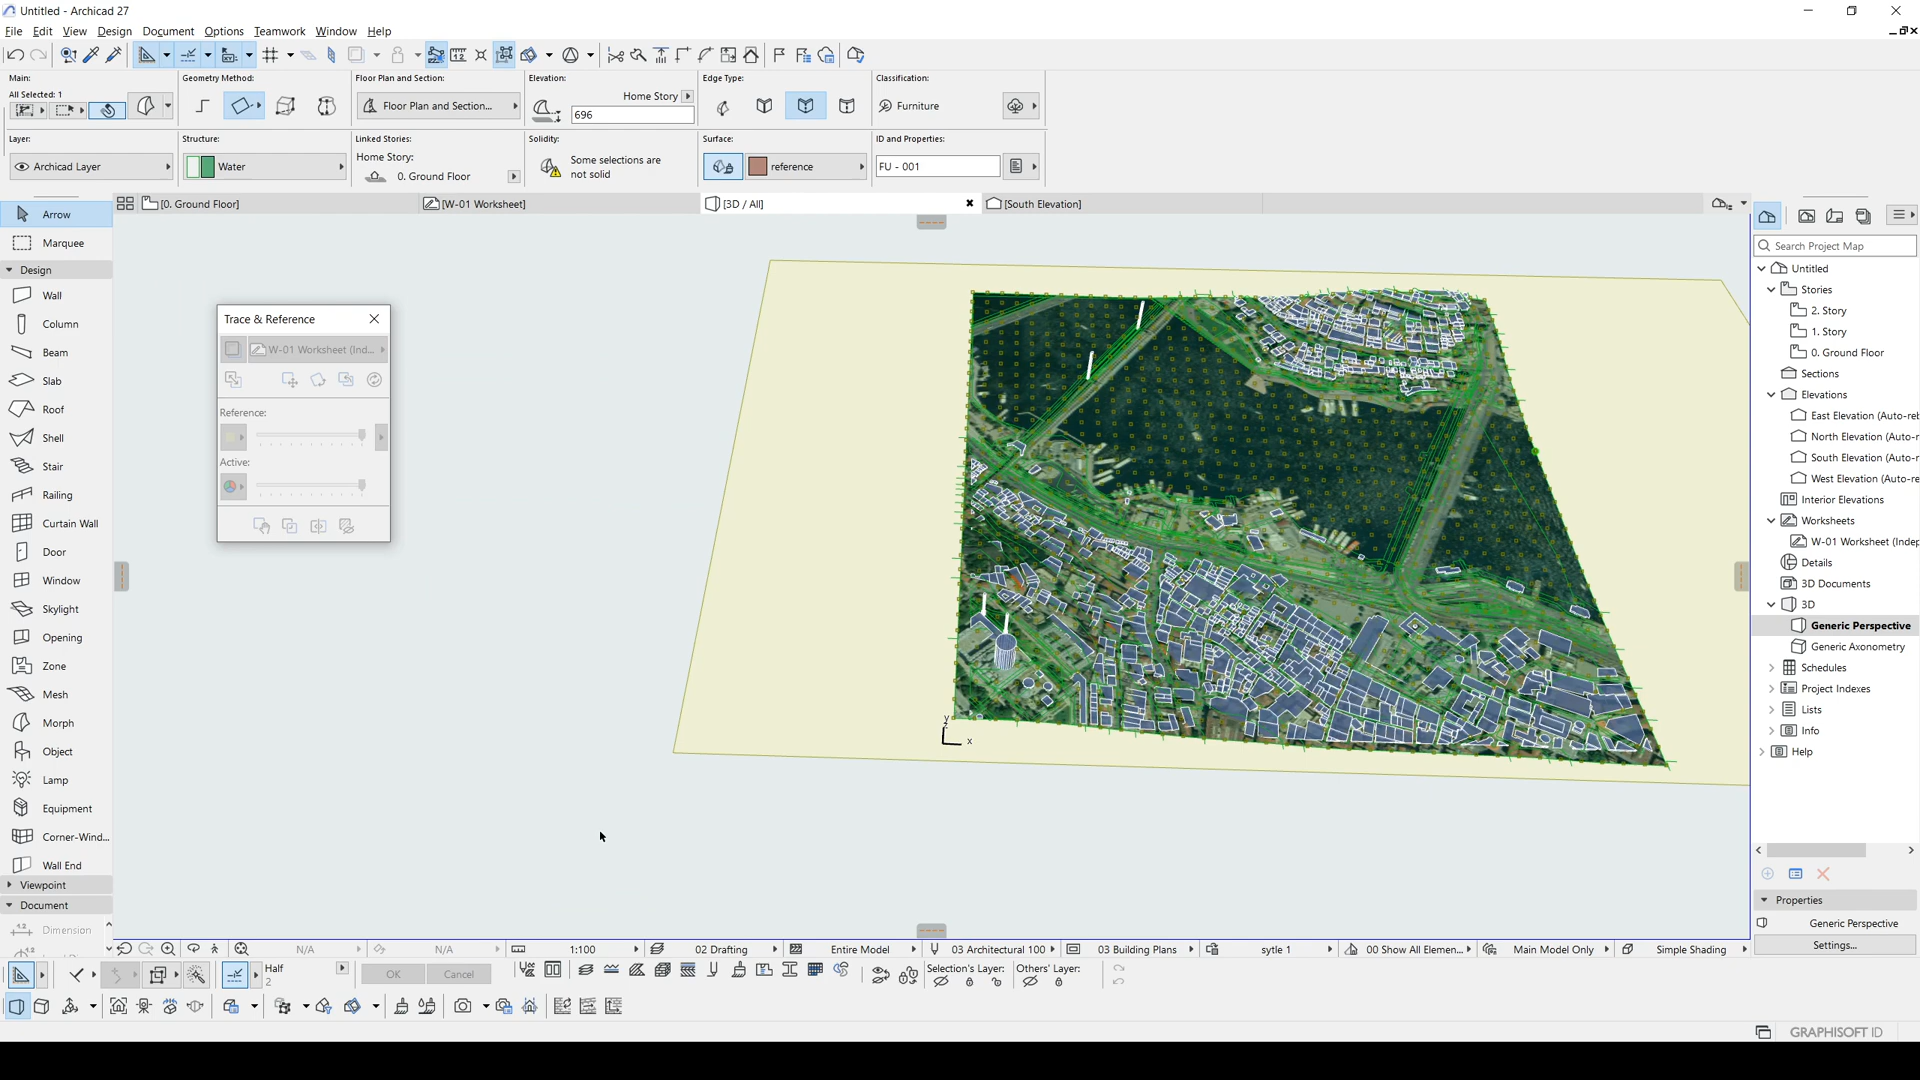 Untitled - Archicad 27
File Edit View Design Document Options Teamwork Window Help
Main: Geometry Method: Floor Plan and Section: Elevation: Edge Type: Classification:
All Selected: 1
Home Story
Floor Plan and Section... 696 Furniture
Layer: Structure: Linked Stories: Solidity: Surface: ID and Properties:
Home Story:
Archicad Layer Water 0. Ground Floor Some selections are not solid reference FU - 001
[0. Ground Floor] [W-01 Worksheet] [3D / All] [South Elevation]
Arrow
Marquee
Design
Wall
Column
Beam
Slab
Roof
Shell
Stair
Railing
Curtain Wall
Door
Window
Skylight
Opening
Zone
Mesh
Morph
Object
Lamp
Equipment
Corner-Wind...
Wall End
Viewpoint
Document
Dimension
Trace & Reference
W-01 Worksheet (Ind...
Reference:
Active:
y
z
x
Search Project Map
Untitled
Stories
2. Story
1. Story
0. Ground Floor
Sections
Elevations
East Elevation (Auto-re
North Elevation (Auto-r
South Elevation (Auto-r
West Elevation (Auto-re
Interior Elevations
Worksheets
W-01 Worksheet (Indep
Details
3D Documents
3D
Generic Perspective
Generic Axonometry
Schedules
Project Indexes
Lists
Info
Help
Properties
Generic Perspective
Settings...
N/A N/A 1:100 02 Drafting Entire Model 03 Architectural 100 03 Building Plans sytle 1 00 Show All Elemen... Main Model Only Simple Shading
Half
2
OK Cancel
Selection's Layer: Others' Layer:
GRAPHISOFT ID